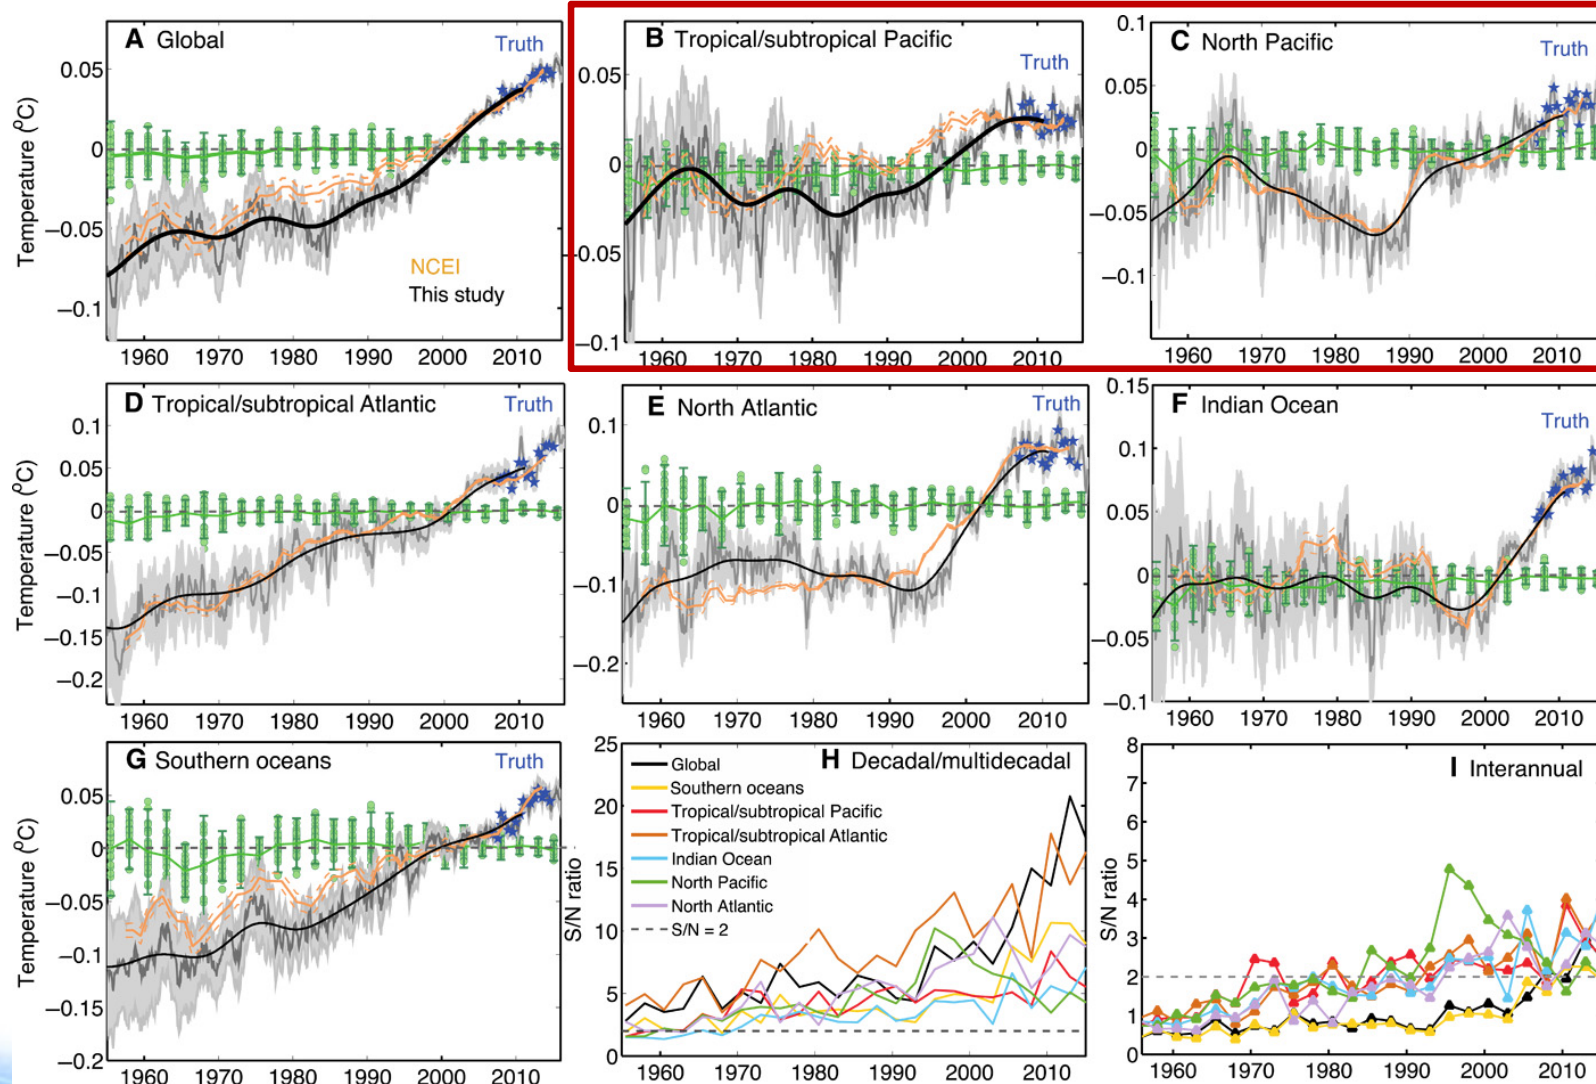 A Global
Truth
Temperature (⁰C)
0.05
0
−0.05
−0.1
NCEI
This study
1960 1970 1980 1990 2000 2010
B Tropical/subtropical Pacific
Truth
0.05
0
0.05
−0.1
1960 1970 1980 1990 2000 2010
C North Pacific
Truth
0.1
0.05
0
−0.05
−0.1
1960 1970 1980 1990 2000 2010
D Tropical/subtropical Atlantic
Truth
Temperature (⁰C)
0.1
0.05
0
−0.05
−0.1
−0.15
−0.2
1960 1970 1980 1990 2000 2010
E North Atlantic
Truth
0.1
0
−0.1
−0.2
1960 1970 1980 1990 2000 2010
F Indian Ocean
Truth
0.15
0.1
0.05
0
0.05
−0.1
1960 1970 1980 1990 2000 2010
G Southern oceans
Truth
Temperature (⁰C)
0.05
0
−0.05
−0.1
−0.15
−0.2
1960 1970 1980 1990 2000 2010
H Decadal/multidecadal
S/N ratio
25
20
15
10
5
0
Global
Southern oceans
Tropical/subtropical Pacific
Tropical/subtropical Atlantic
Indian Ocean
North Pacific
North Atlantic
S/N = 2
1960 1970 1980 1990 2000 2010
I Interannual
S/N ratio
8
7
6
5
4
3
2
1
0
1960 1970 1980 1990 2000 2010